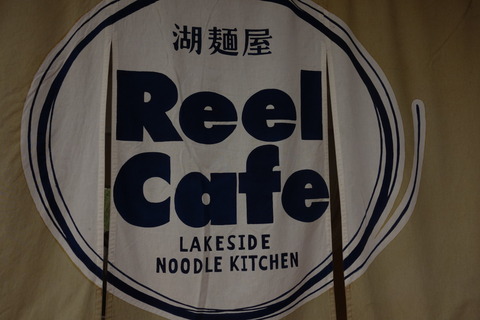 湖麺屋
Reel
Cafe
LAKESIDE
NOODLE KITCHEN